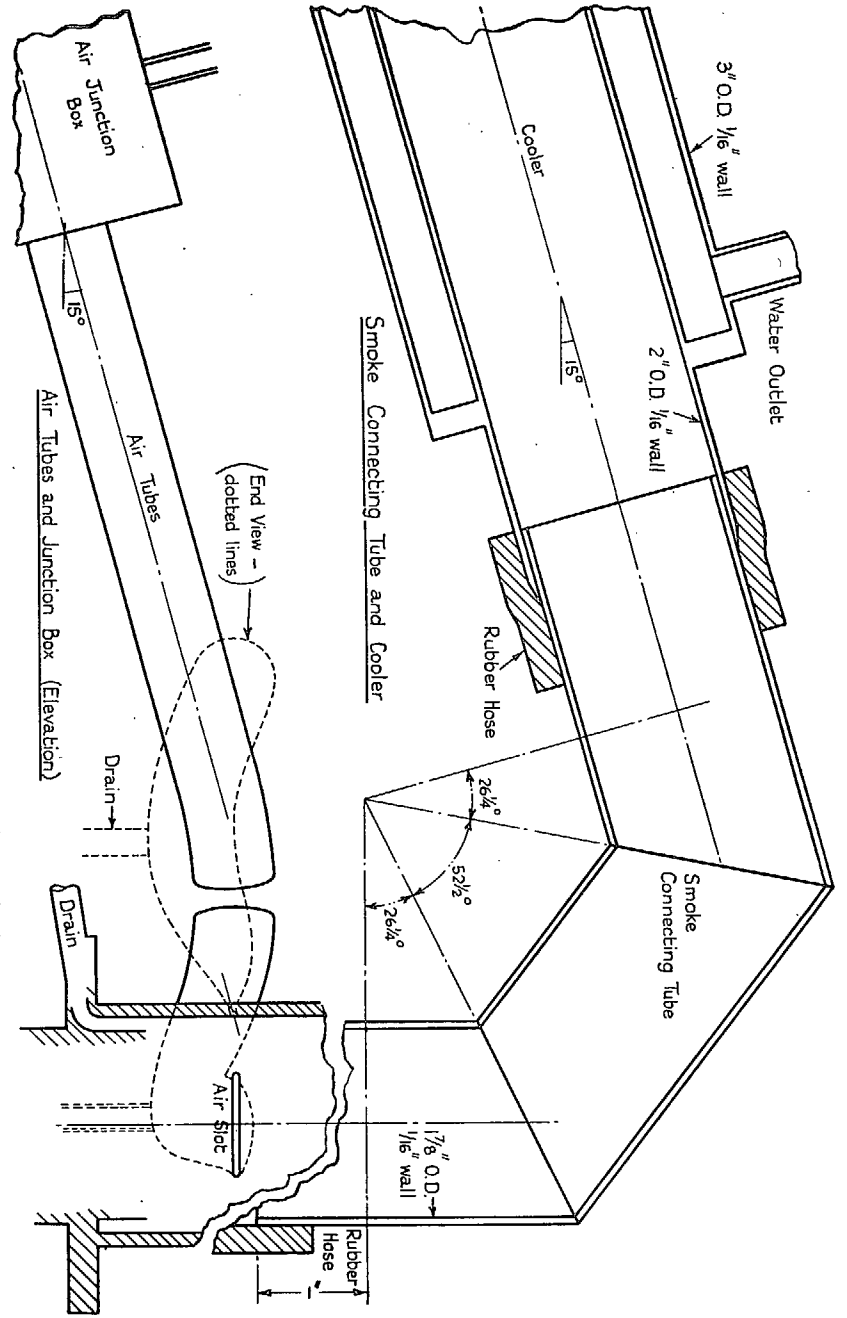 3" O.D. 1/16" wall
Water Outlet
Cooler
15°
2" O.D. 1/16" wall
Rubber Hose
Smoke Connecting Tube and Cooler
26¼°
52½°
26¼°
Smoke
Connecting Tube
1⅞" O.D.
1/16" wall
Rubber
Hose
1"
Air Junction
Box
15°
Air Tubes
(End View –
dotted lines)
Drain
Drain
Air Slot
Air Tubes and Junction Box (Elevation)